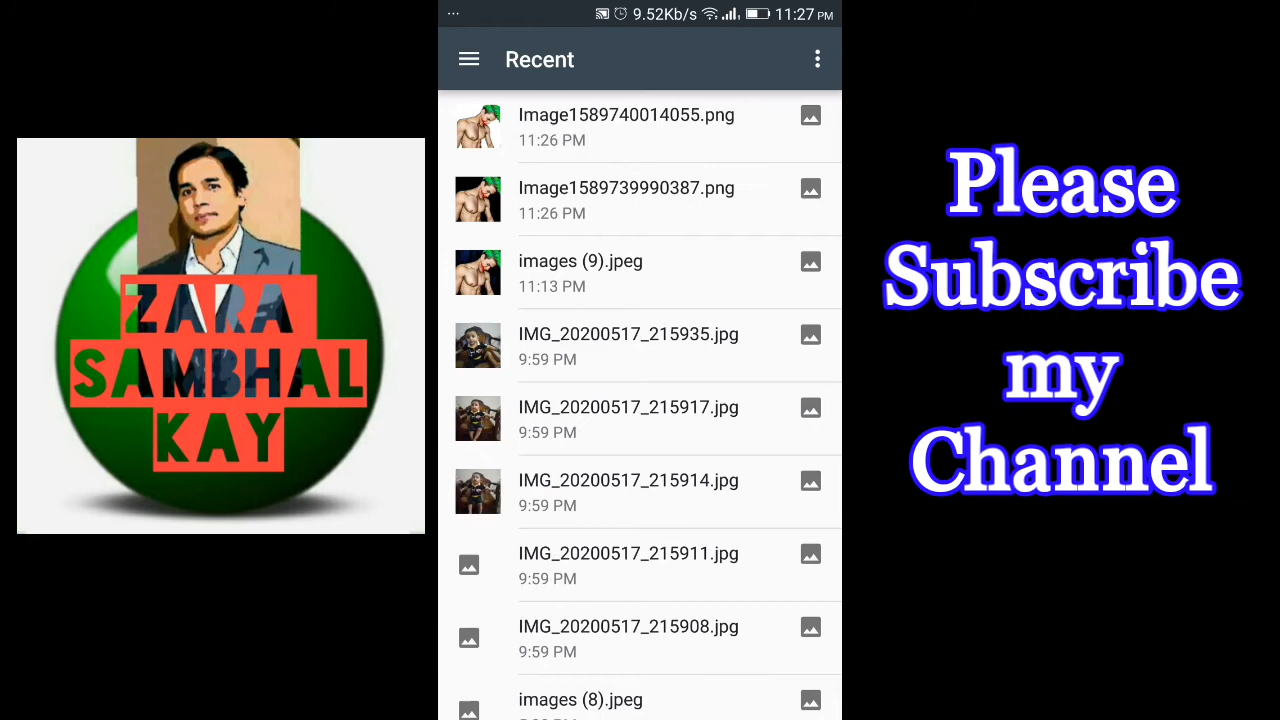 ZARA
SAMBHAL
KAY
... 9.52Kb/s 11:27 PM
Recent
Image1589740014055.png
11:26 PM
Image1589739990387.png
11:26 PM
images (9).jpeg
11:13 PM
IMG_20200517_215935.jpg
9:59 PM
IMG_20200517_215917.jpg
9:59 PM
IMG_20200517_215914.jpg
9:59 PM
IMG_20200517_215911.jpg
9:59 PM
IMG_20200517_215908.jpg
9:59 PM
images (8).jpeg
Please
Subscribe
my
Channel